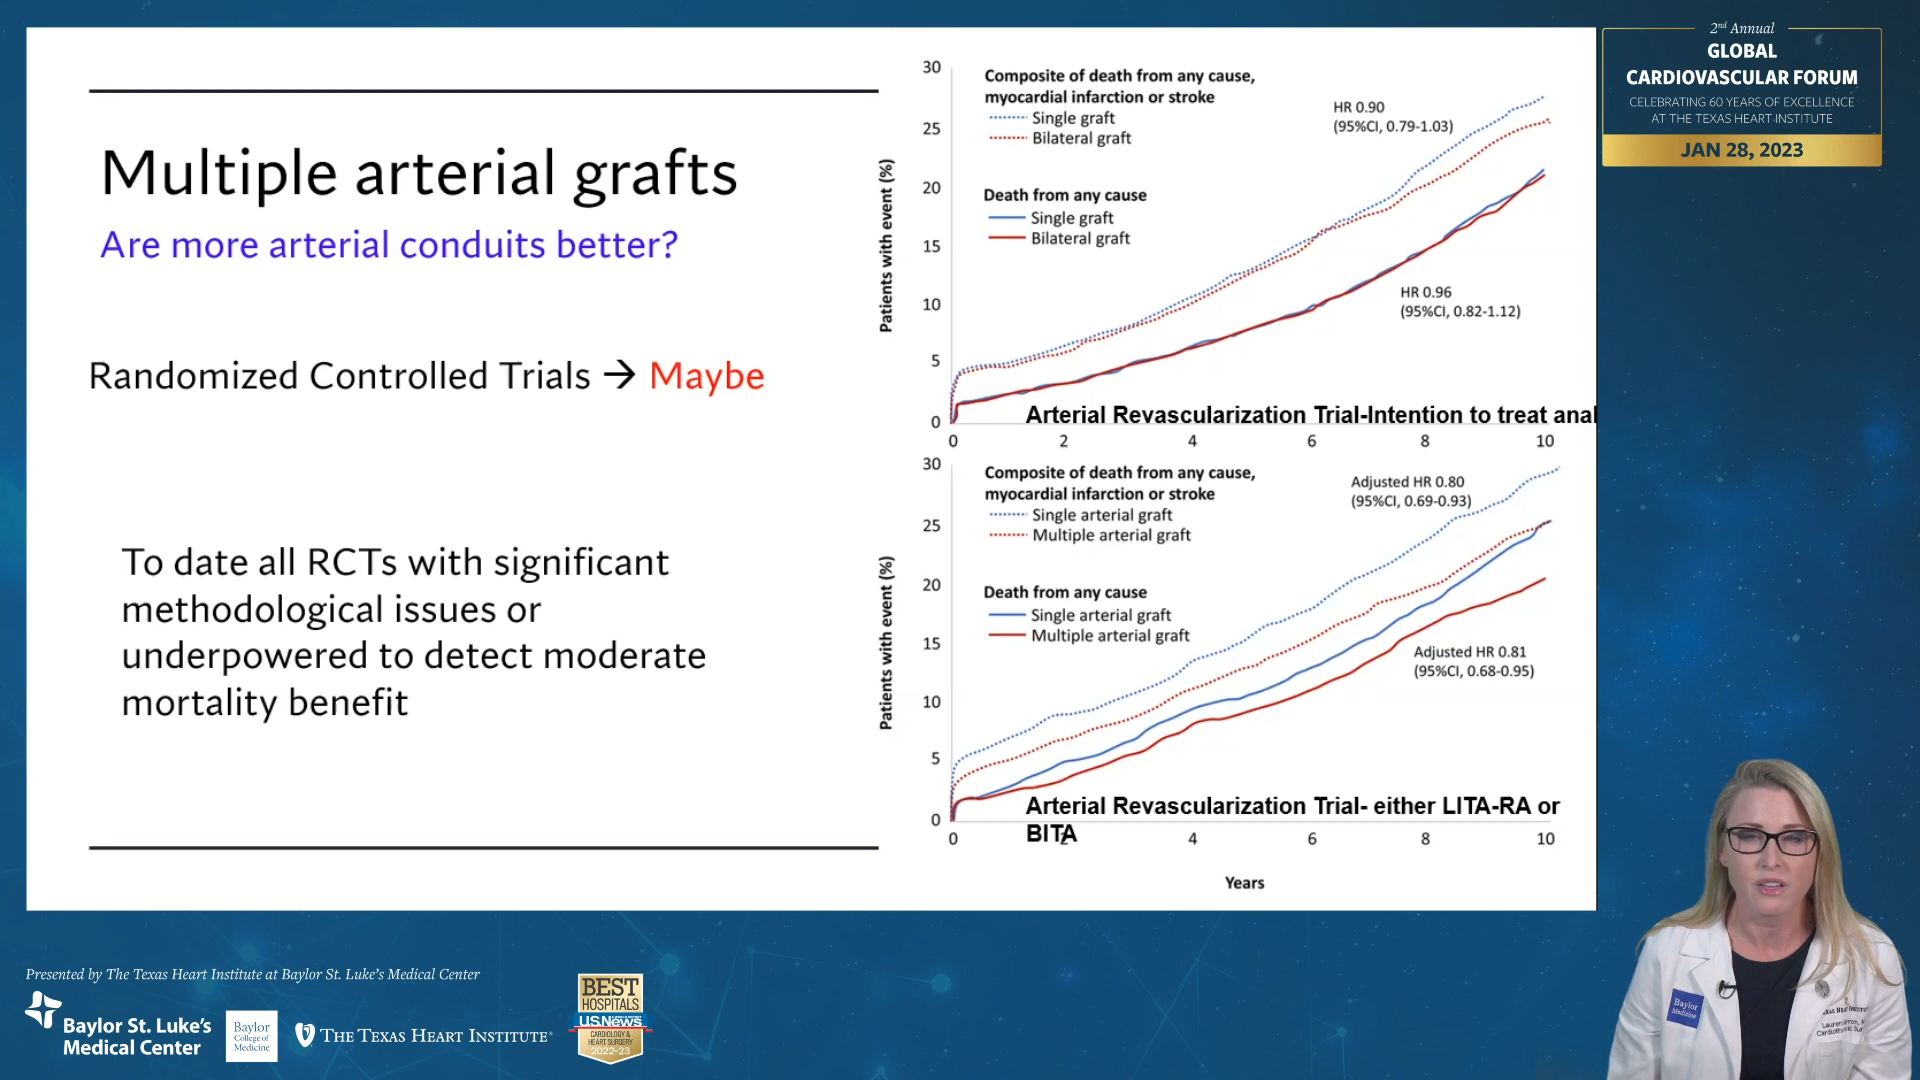 Multiple arterial grafts
Are more arterial conduits better?
Randomized Controlled Trials → Maybe
To date all RCTs with significant
methodological issues or
underpowered to detect moderate
mortality benefit
30
25
20
15
10
5
0
Patients with event (%)
Composite of death from any cause,
myocardial infarction or stroke
Single graft
Bilateral graft
Death from any cause
Single graft
Bilateral graft
HR 0.90
(95%CI, 0.79-1.03)
HR 0.96
(95%CI, 0.82-1.12)
Arterial Revascularization Trial-Intention to treat anal
0 2 4 6 8 10
30
25
20
15
10
5
0
Patients with event (%)
Composite of death from any cause,
myocardial infarction or stroke
Single arterial graft
Multiple arterial graft
Death from any cause
Single arterial graft
Multiple arterial graft
Adjusted HR 0.80
(95%CI, 0.69-0.93)
Adjusted HR 0.81
(95%CI, 0.68-0.95)
Arterial Revascularization Trial- either LITA-RA or
BITA
0 2 4 6 8 10
Years
2nd Annual
GLOBAL
CARDIOVASCULAR FORUM
CELEBRATING 60 YEARS OF EXCELLENCE
AT THE TEXAS HEART INSTITUTE
JAN 28, 2023
Presented by The Texas Heart Institute at Baylor St. Luke's Medical Center
Baylor St. Luke's
Medical Center
Baylor
College of
Medicine
THE TEXAS HEART INSTITUTE®
BEST
HOSPITALS
U.S.News
CARDIOLOGY &
HEART SURGERY
2022-23
Baylor
Medicine